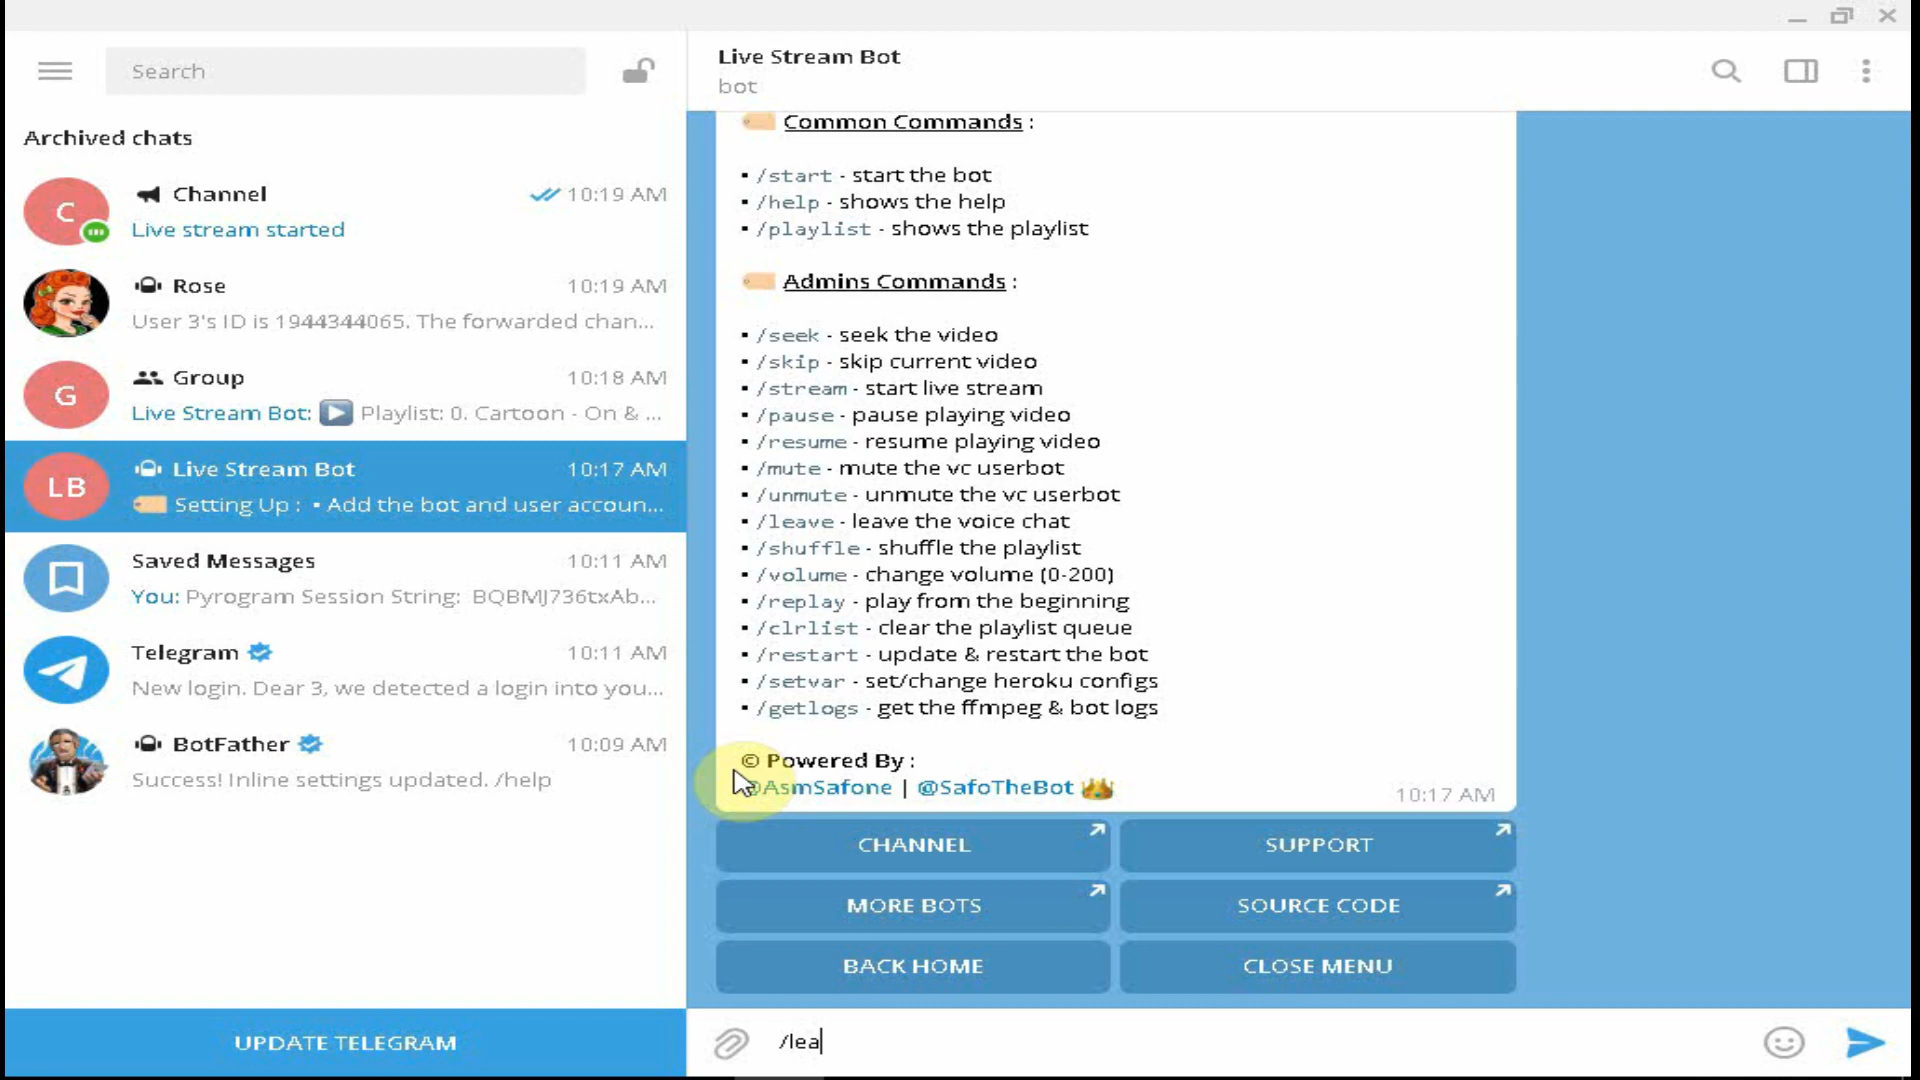 Search
Archived chats
C
Channel
10:19 AM
Live stream started
Rose
10:19 AM
User 3's ID is 1944344065. The forwarded chan...
G
Group
10:18 AM
Live Stream Bot: Playlist: 0. Cartoon - On & ...
LB
Live Stream Bot
10:17 AM
Setting Up : • Add the bot and user accoun...
Saved Messages
10:11 AM
You: Pyrogram Session String: BQBMJ736txAb...
Telegram
10:11 AM
New login. Dear 3, we detected a login into you...
BotFather
10:09 AM
Success! Inline settings updated. /help
UPDATE TELEGRAM
Live Stream Bot
bot
Common Commands :
▪ /start - start the bot
▪ /help - shows the help
▪ /playlist - shows the playlist
Admins Commands :
▪ /seek - seek the video
▪ /skip - skip current video
▪ /stream - start live stream
▪ /pause - pause playing video
▪ /resume - resume playing video
▪ /mute - mute the vc userbot
▪ /unmute - unmute the vc userbot
▪ /leave - leave the voice chat
▪ /shuffle - shuffle the playlist
▪ /volume - change volume (0-200)
▪ /replay - play from the beginning
▪ /clrlist - clear the playlist queue
▪ /restart - update & restart the bot
▪ /setvar - set/change heroku configs
▪ /getlogs - get the ffmpeg & bot logs
© Powered By :
@AsmSafone | @SafoTheBot
10:17 AM
CHANNEL
SUPPORT
MORE BOTS
SOURCE CODE
BACK HOME
CLOSE MENU
/lea